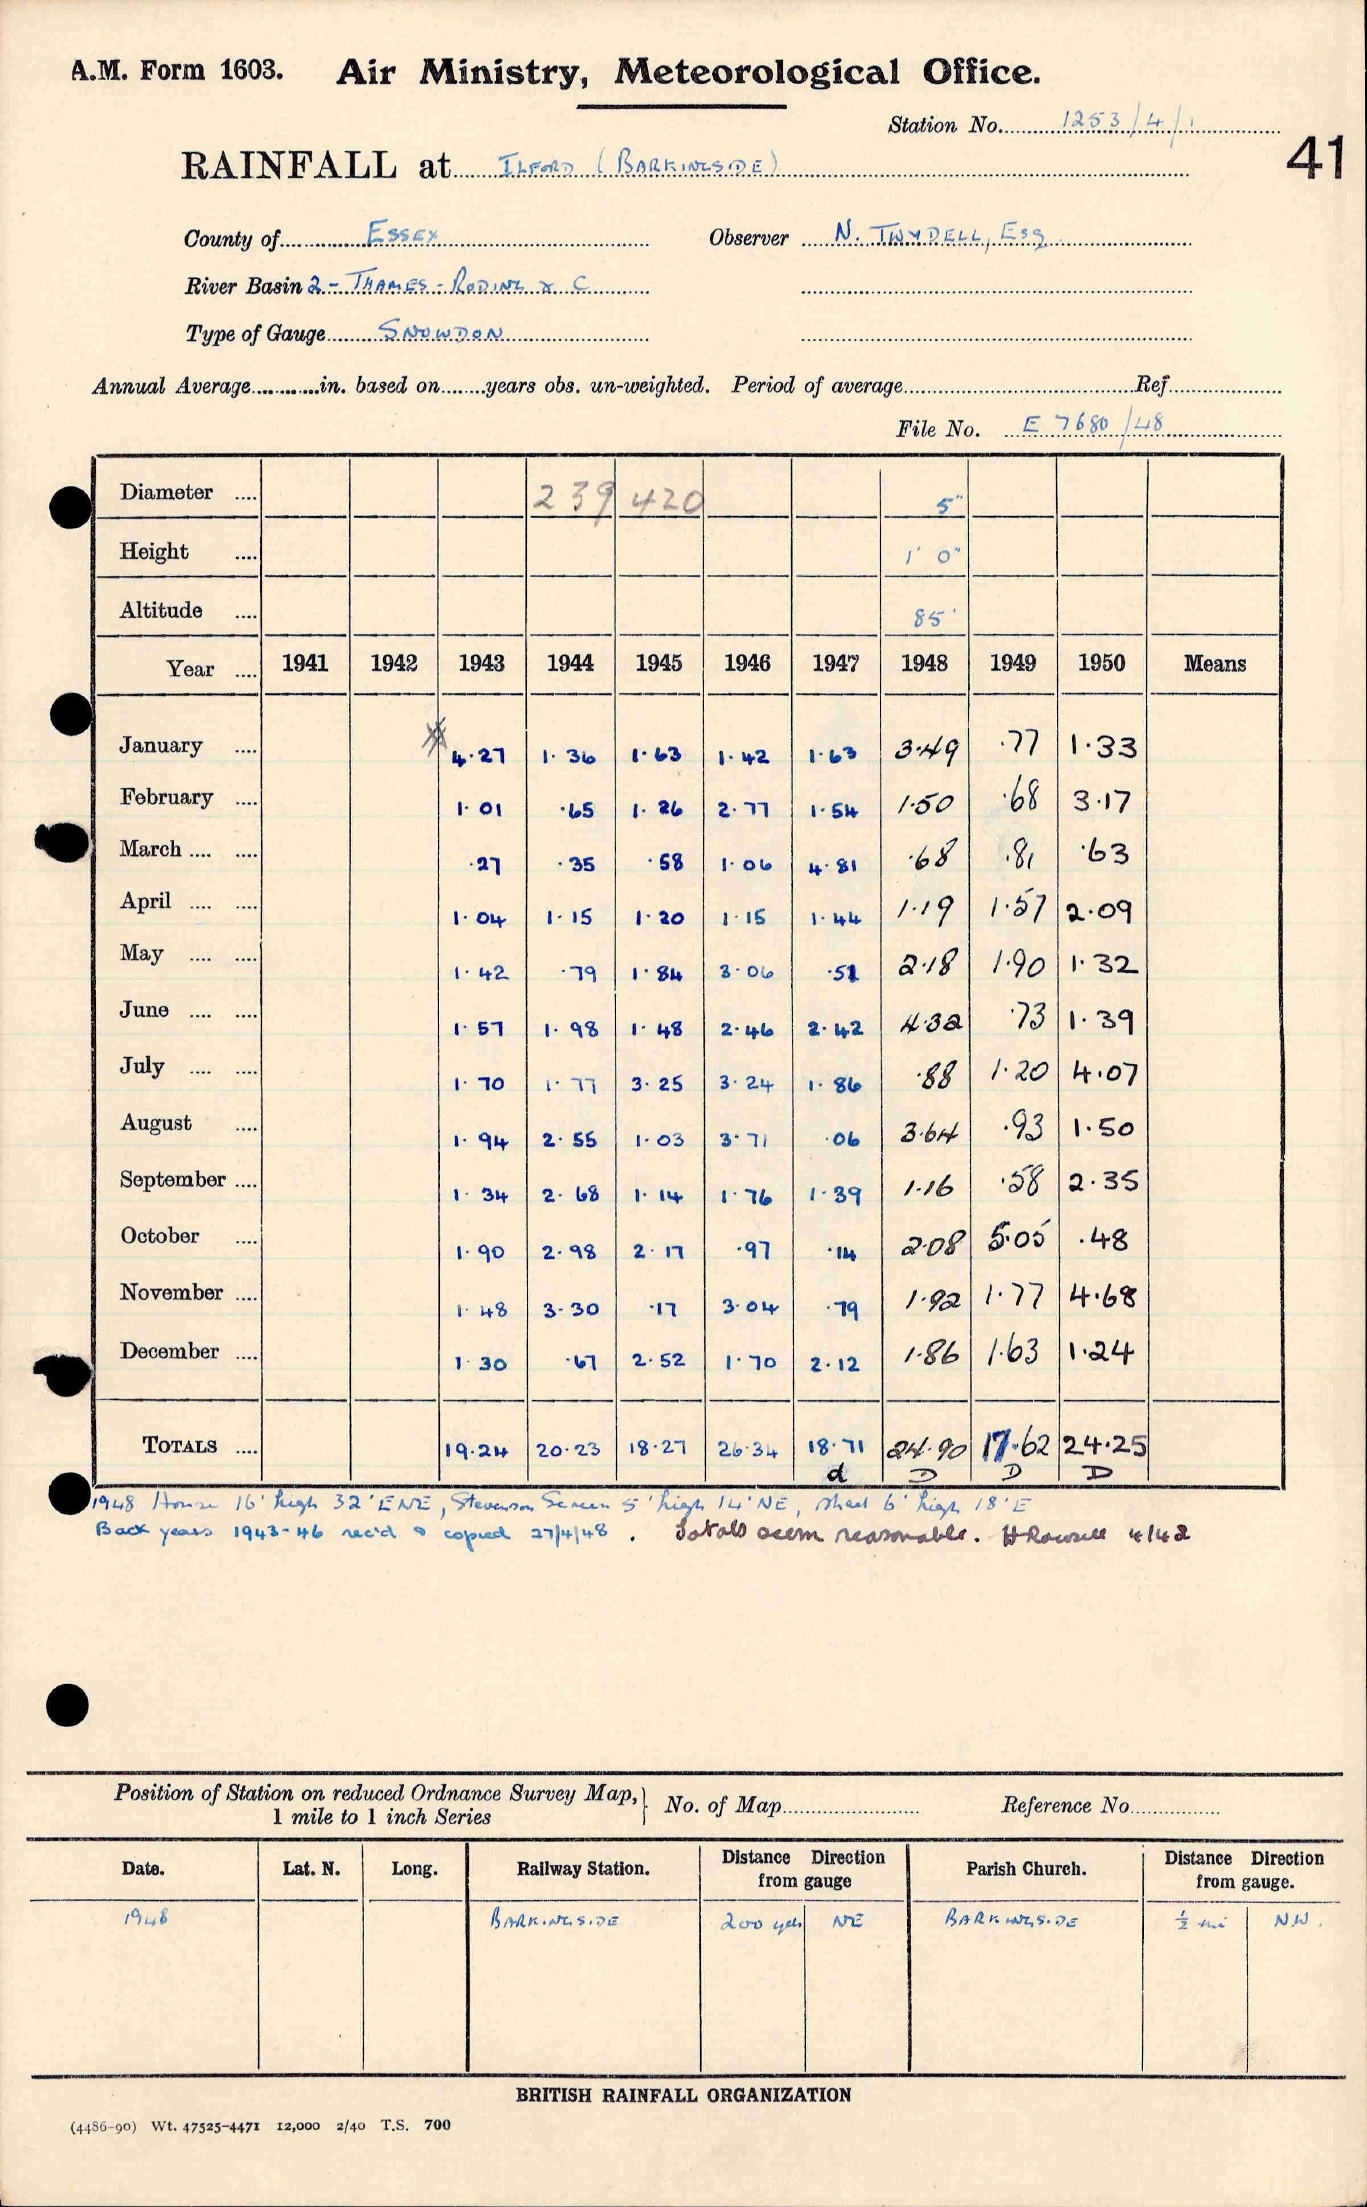 A.M. Form 1603. Air Ministry, Meteorological Office.
Station No. 1253/4/1
41
RAINFALL at ILFORD (BARKINGSIDE)
County of ESSEX Observer N. TWYDELL, ESQ
River Basin 2 - THAMES - RODING & C
Type of Gauge SNOWDON
Annual Average in. based on years obs. un-weighted. Period of average Ref
File No. E 7680/48
Diameter .... 239 420 5"
Height .... 1' 0"
Altitude .... 85'
Year .... 1941 1942 1943 1944 1945 1946 1947 1948 1949 1950 Means
January .... 4.27 1.36 1.63 1.42 1.63 3.49 .77 1.33
February .... 1.01 .65 1.26 2.77 1.54 1.50 .68 3.17
March .... .... .27 .35 .58 1.06 4.81 .68 .81 .63
April .... .... 1.04 1.15 1.20 1.15 1.44 1.19 1.57 2.09
May .... .... 1.42 .79 1.84 3.06 .51 2.18 1.90 1.32
June .... .... 1.57 1.98 1.48 2.46 2.42 4.32 .73 1.39
July .... .... 1.70 1.77 3.25 3.24 1.86 .88 1.20 4.07
August .... 1.94 2.55 1.03 3.71 .06 3.64 .93 1.50
September .... 1.34 2.68 1.14 1.76 1.39 1.16 .58 2.35
October .... 1.90 2.98 2.17 .97 .14 2.08 5.05 .48
November .... 1.48 3.30 .17 3.04 .79 1.92 1.77 4.68
December .... 1.30 .67 2.52 1.70 2.12 1.86 1.63 1.24
TOTALS .... 19.24 20.23 18.27 26.34 18.71 24.90 17.62 24.25
d D D D
1948 House 16' high 32' ENE, Stevenson Screen 5' high 14' NE, shed 6' high 18' E
Back years 1943-46 rec'd & copied 27/4/48. Totals seem reasonable.
Position of Station on reduced Ordnance Survey Map, 1 mile to 1 inch Series No. of Map Reference No.
Date. Lat. N. Long. Railway Station. Distance Direction from gauge Parish Church. Distance Direction from gauge.
1948 BARKINGSIDE 200 yds NE BARKINGSIDE ½ mi N.W.
BRITISH RAINFALL ORGANIZATION
(4486-90) Wt. 47525-4471 12,000 2/40 T.S. 700